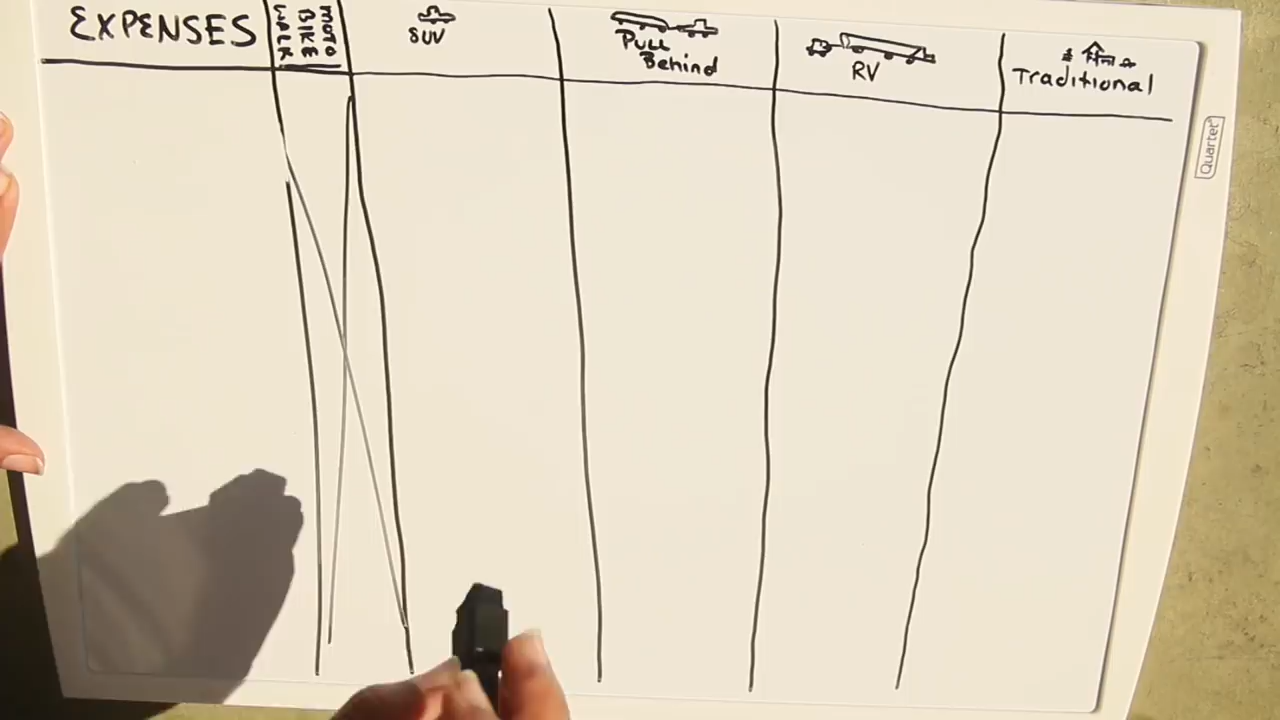 EXPENSES
WALK
BIKE
MOTO
SUV
Pull
Behind
RV
Traditional
Quartet